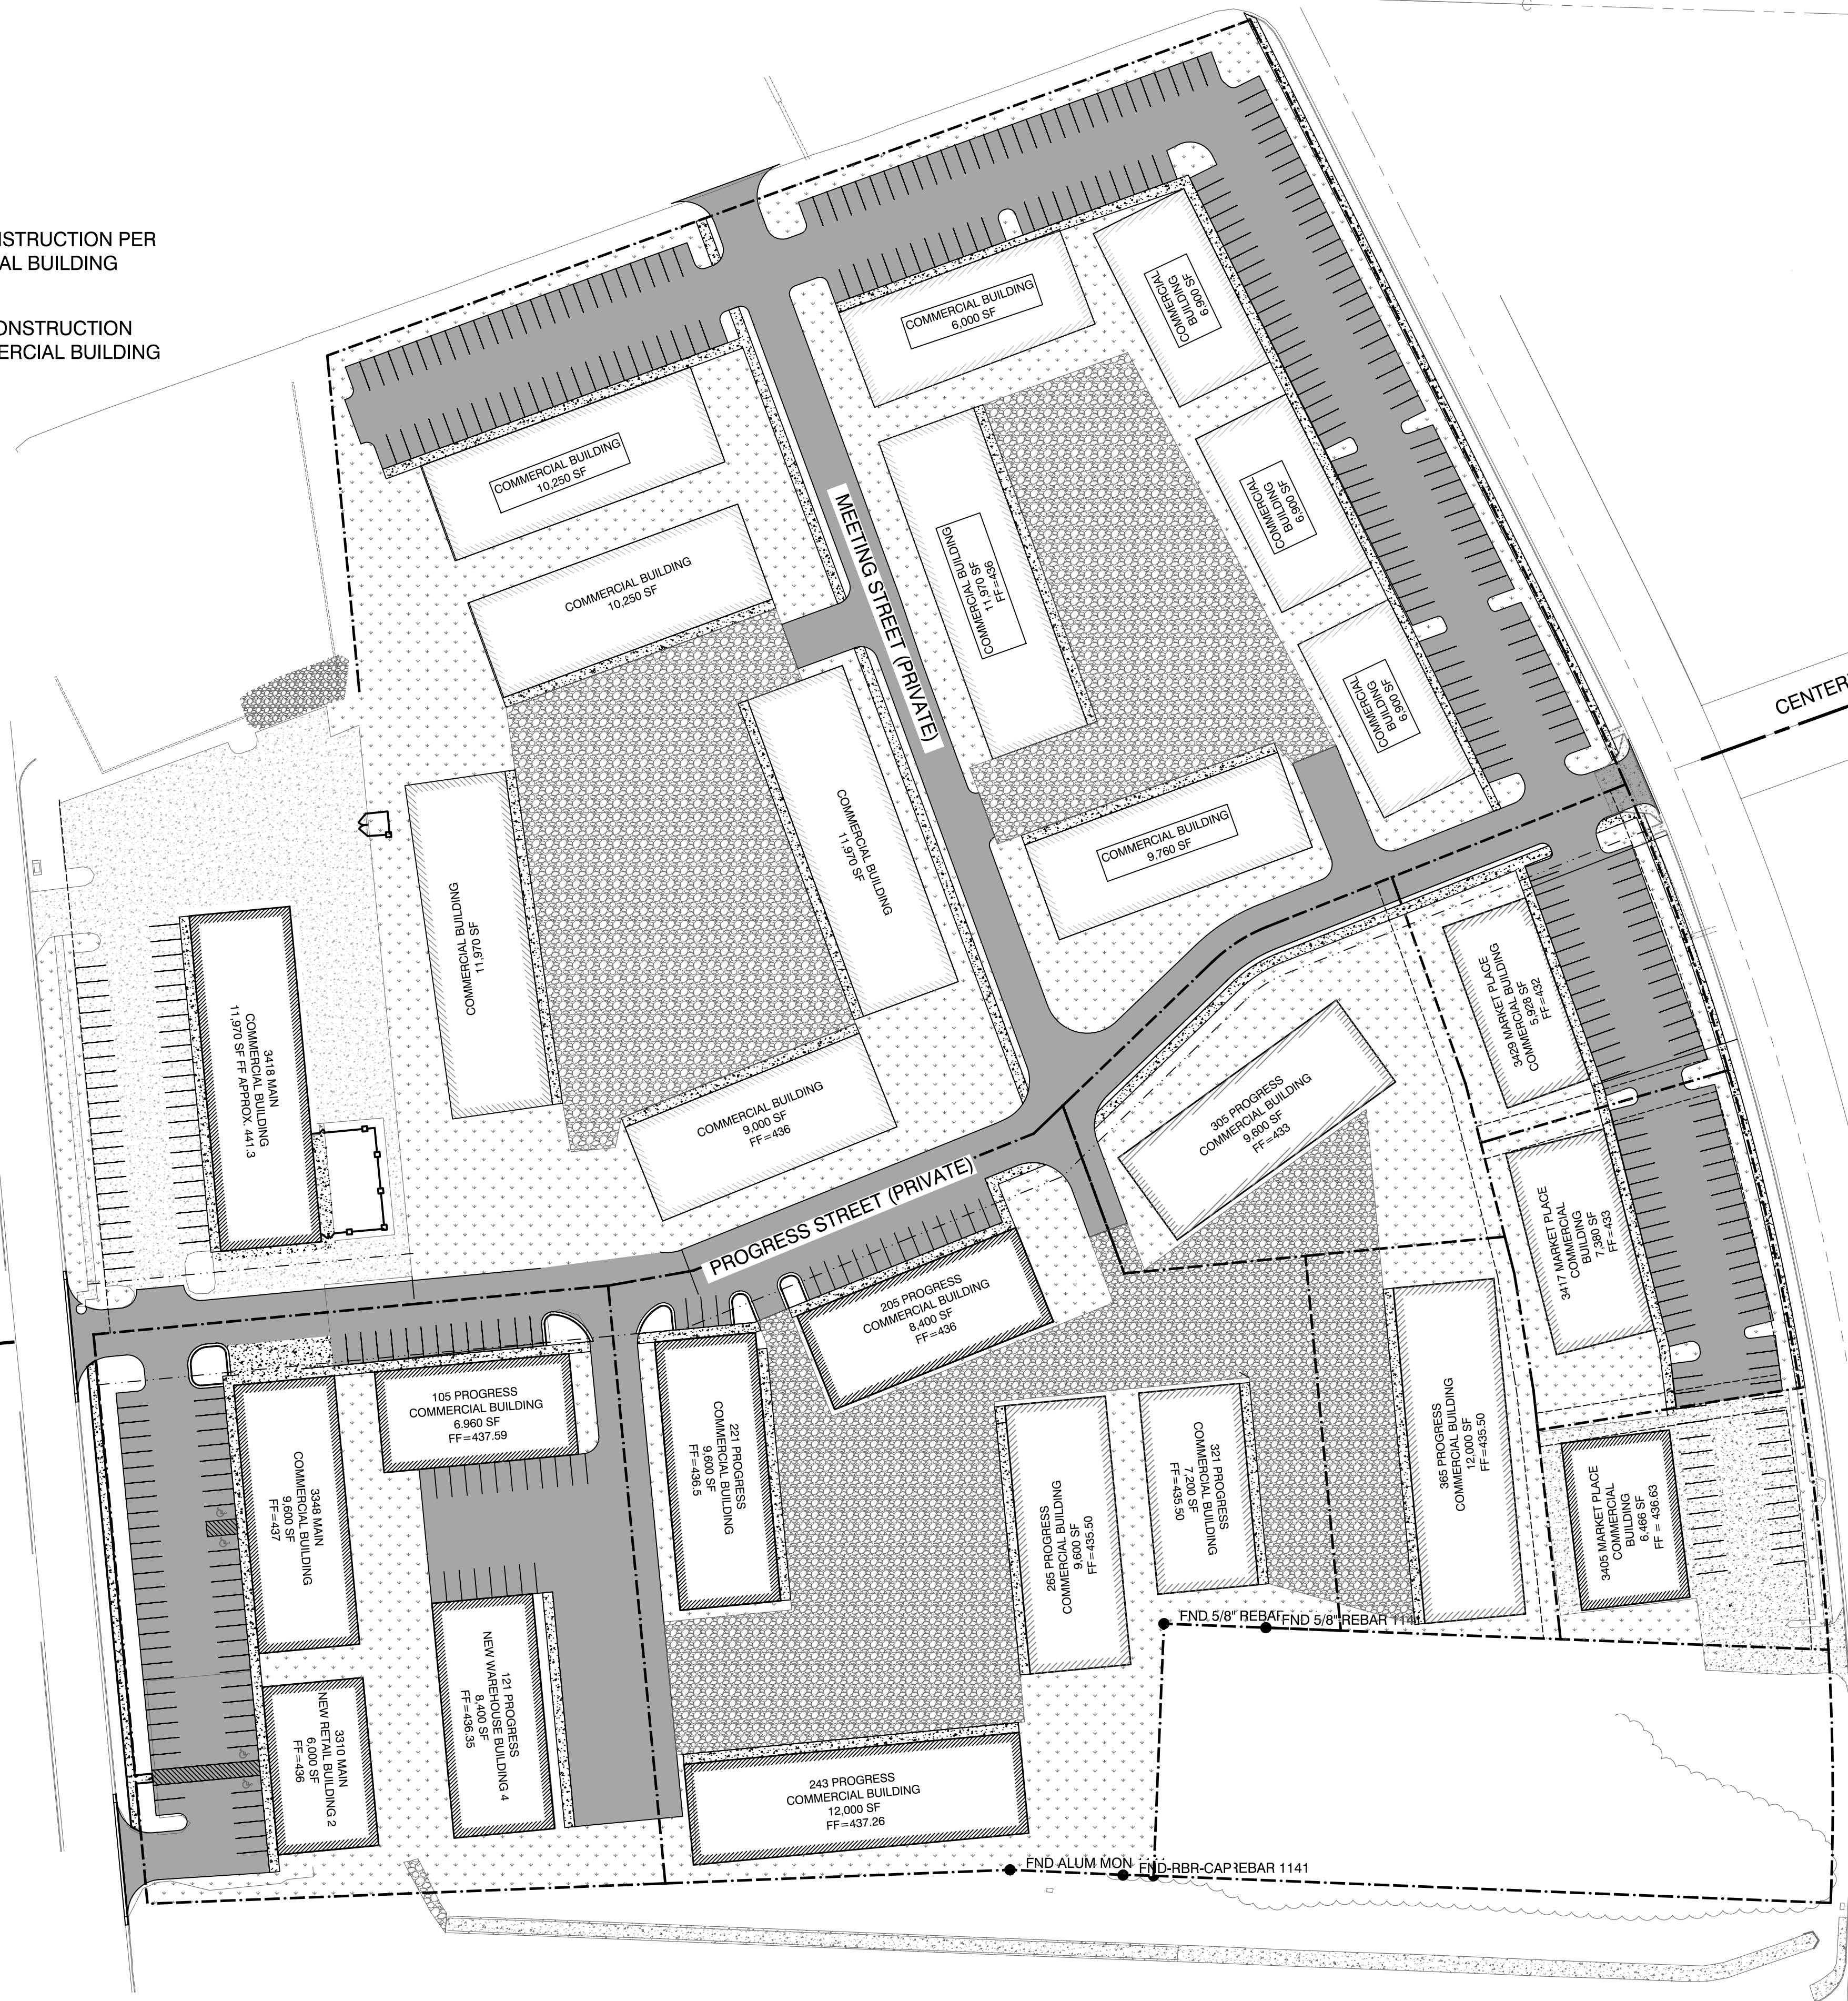 NSTRUCTION PER
AL BUILDING
ONSTRUCTION
ERCIAL BUILDING
COMMERCIAL BUILDING
6,000 SF
COMMERCIAL
BUILDING
6,900 SF
COMMERCIAL BUILDING
10,250 SF
COMMERCIAL
BUILDING
6,900 SF
MEETING STREET (PRIVATE)
COMMERCIAL BUILDING
11,970 SF
FF=436
COMMERCIAL BUILDING
10,250 SF
COMMERCIAL
BUILDING
6,900 SF
CENTER
COMMERCIAL BUILDING
11,970 SF
COMMERCIAL BUILDING
9,760 SF
COMMERCIAL BUILDING
11,970 SF
3429 MARKET PLACE
COMMERCIAL BUILDING
5,928 SF
FF=432
3418 MAIN
COMMERCIAL BUILDING
11,970 SF FF APPROX. 441.3
COMMERCIAL BUILDING
9,000 SF
FF=436
305 PROGRESS
COMMERCIAL BUILDING
9,600 SF
FF=433
PROGRESS STREET (PRIVATE)
3417 MARKET PLACE
COMMERCIAL
BUILDING
7,380 SF
FF=433
205 PROGRESS
COMMERCIAL BUILDING
8,400 SF
FF=436
105 PROGRESS
COMMERCIAL BUILDING
6.960 SF
FF=437.59
221 PROGRESS
COMMERCIAL BUILDING
9,600 SF
FF=436.5
365 PROGRESS
COMMERCIAL BUILDING
12,000 SF
FF=435.50
3348 MAIN
COMMERCIAL BUILDING
9,600 SF
FF=437
321 PROGRESS
COMMERCIAL BUILDING
7,200 SF
FF=435.50
265 PROGRESS
COMMERCIAL BUILDING
9,600 SF
FF=435.50
3405 MARKET PLACE
COMMERCIAL
BUILDING
6,466 SF
FF = 436.63
FND 5/8" REBAR
FND 5/8" REBAR 1141
121 PROGRESS
NEW WAREHOUSE BUILDING 4
8,400 SF
FF=436.35
3310 MAIN
NEW RETAIL BUILDING 2
6,000 SF
FF=436
243 PROGRESS
COMMERCIAL BUILDING
12,000 SF
FF=437.26
FND ALUM MON
FND-RBR-CAP
REBAR 1141